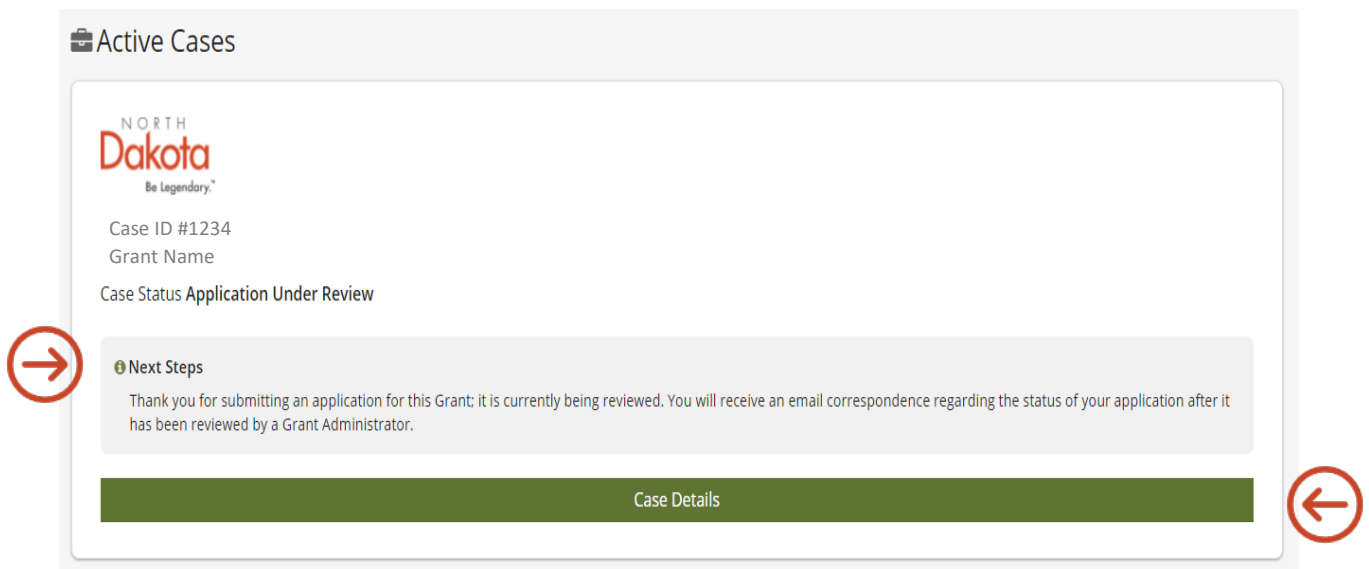 Active Cases
NORTH
Dakota
Be Legendary.™
Case ID #1234
Grant Name
Case Status Application Under Review
Next Steps
Thank you for submitting an application for this Grant; it is currently being reviewed. You will receive an email correspondence regarding the status of your application after it
has been reviewed by a Grant Administrator.
Case Details